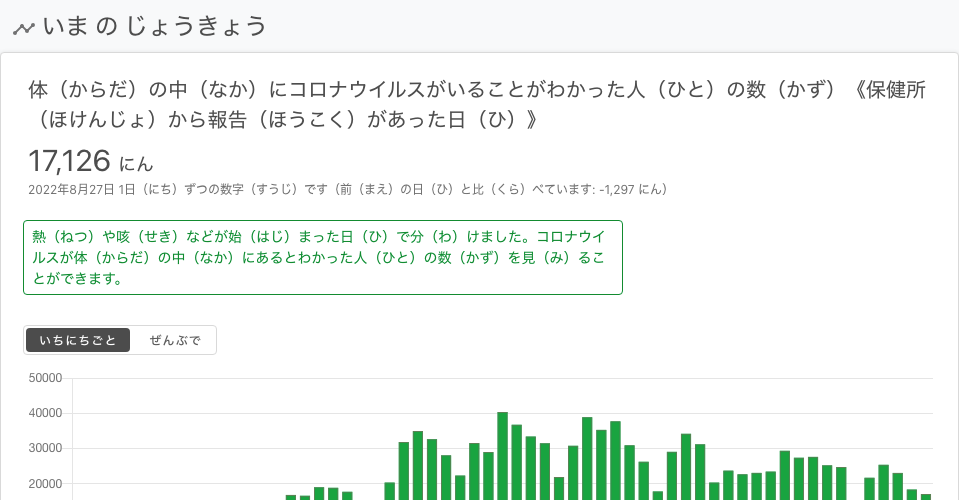 いま の じょうきょう
体（からだ）の中（なか）にコロナウイルスがいることがわかった人（ひと）の数（かず）《保健所
（ほけんじょ）から報告（ほうこく）があった日（ひ）》
17,126 にん
2022年8月27日 1日（にち）ずつの数字（すうじ）です（前（まえ）の日（ひ）と比（くら）べています: -1,297 にん）
熱（ねつ）や咳（せき）などが始（はじ）まった日（ひ）で分（わ）けました。コロナウイ
ルスが体（からだ）の中（なか）にあるとわかった人（ひと）の数（かず）を見（み）るこ
とができます。
いちにちごと ぜんぶで
50000
40000
30000
20000